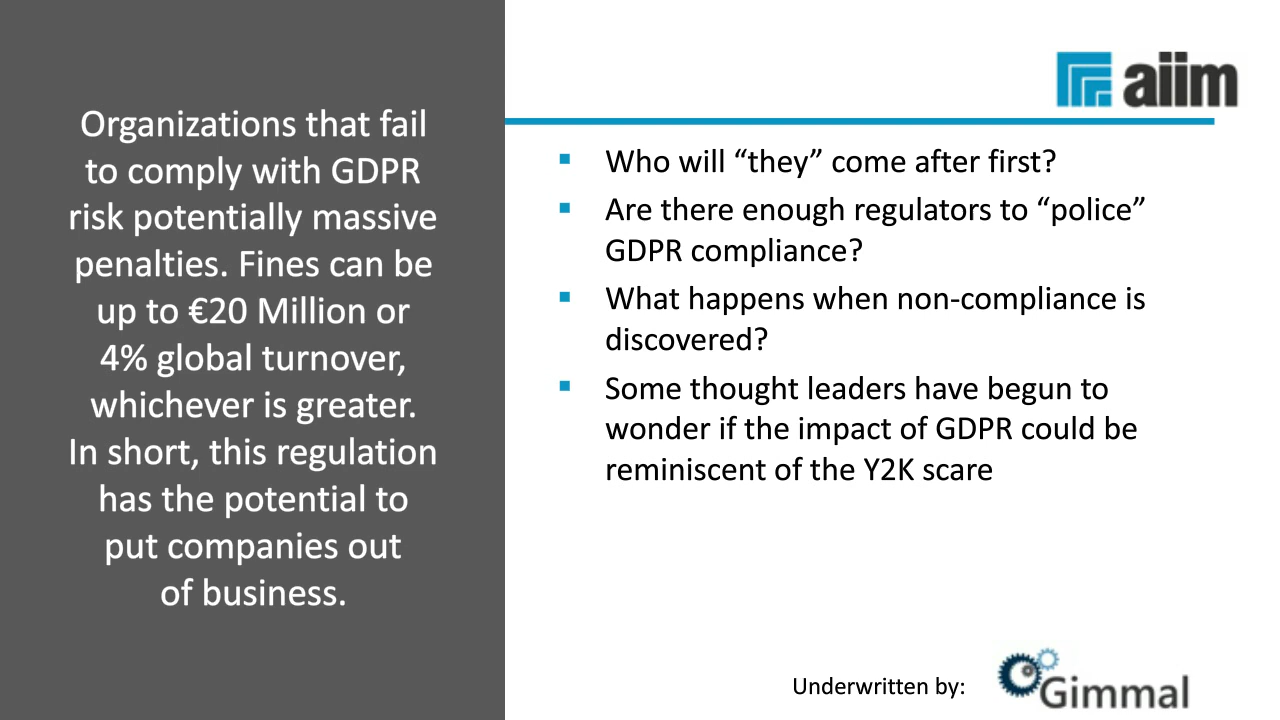 Organizations that fail
to comply with GDPR
risk potentially massive
penalties. Fines can be
up to €20 Million or
4% global turnover,
whichever is greater.
In short, this regulation
has the potential to
put companies out
of business.
aiim
▪ Who will “they” come after first?
▪ Are there enough regulators to “police”
GDPR compliance?
▪ What happens when non-compliance is
discovered?
▪ Some thought leaders have begun to
wonder if the impact of GDPR could be
reminiscent of the Y2K scare
Underwritten by:
Gimmal